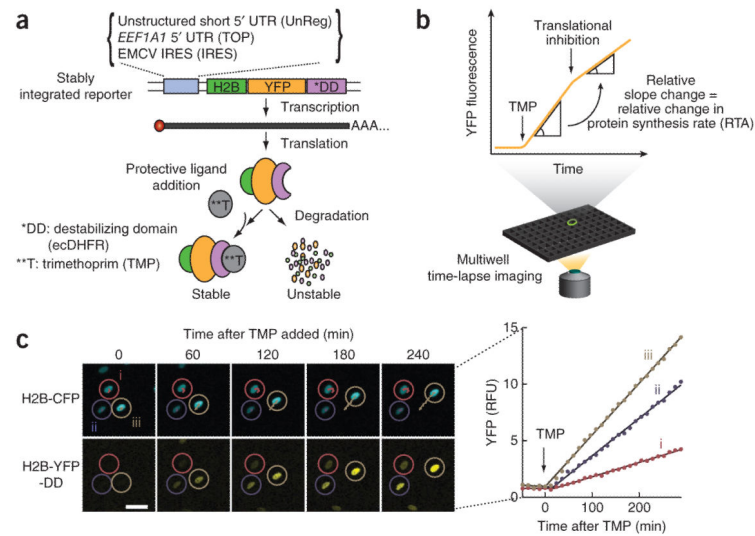 a
Unstructured short 5′ UTR (UnReg)
EEF1A1 5′ UTR (TOP)
EMCV IRES (IRES)
Stably
integrated reporter
H2B YFP *DD
Transcription
AAA...
Translation
Protective ligand
addition
**T
Degradation
*DD: destabilizing domain
(ecDHFR)
**T: trimethoprim (TMP)
**T
Stable
Unstable
b
YFP fluorescence
Translational
inhibition
TMP
Relative
slope change =
relative change in
protein synthesis rate (RTA)
Time
Multiwell
time-lapse imaging
c
Time after TMP added (min)
0 60 120 180 240
H2B-CFP
i
ii
iii
H2B-YFP
-DD
YFP (RFU)
15
10
5
0
TMP
iii
ii
i
0 100 200
Time after TMP (min)